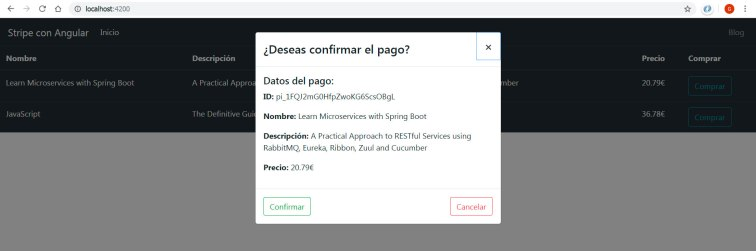 localhost:4200
Stripe con Angular Inicio Blog
¿Deseas confirmar el pago? ×
Nombre Descripción Precio Comprar
Datos del pago:
Learn Microservices with Spring Boot A Practical Approa mber 20.79€ Comprar
ID: pi_1FQJ2mG0HfpZwoKG6ScsOBgL
JavaScript The Definitive Gui 36.78€ Comprar
Nombre: Learn Microservices with Spring Boot
Descripción: A Practical Approach to RESTful Services using
RabbitMQ, Eureka, Ribbon, Zuul and Cucumber
Precio: 20.79€
Confirmar Cancelar